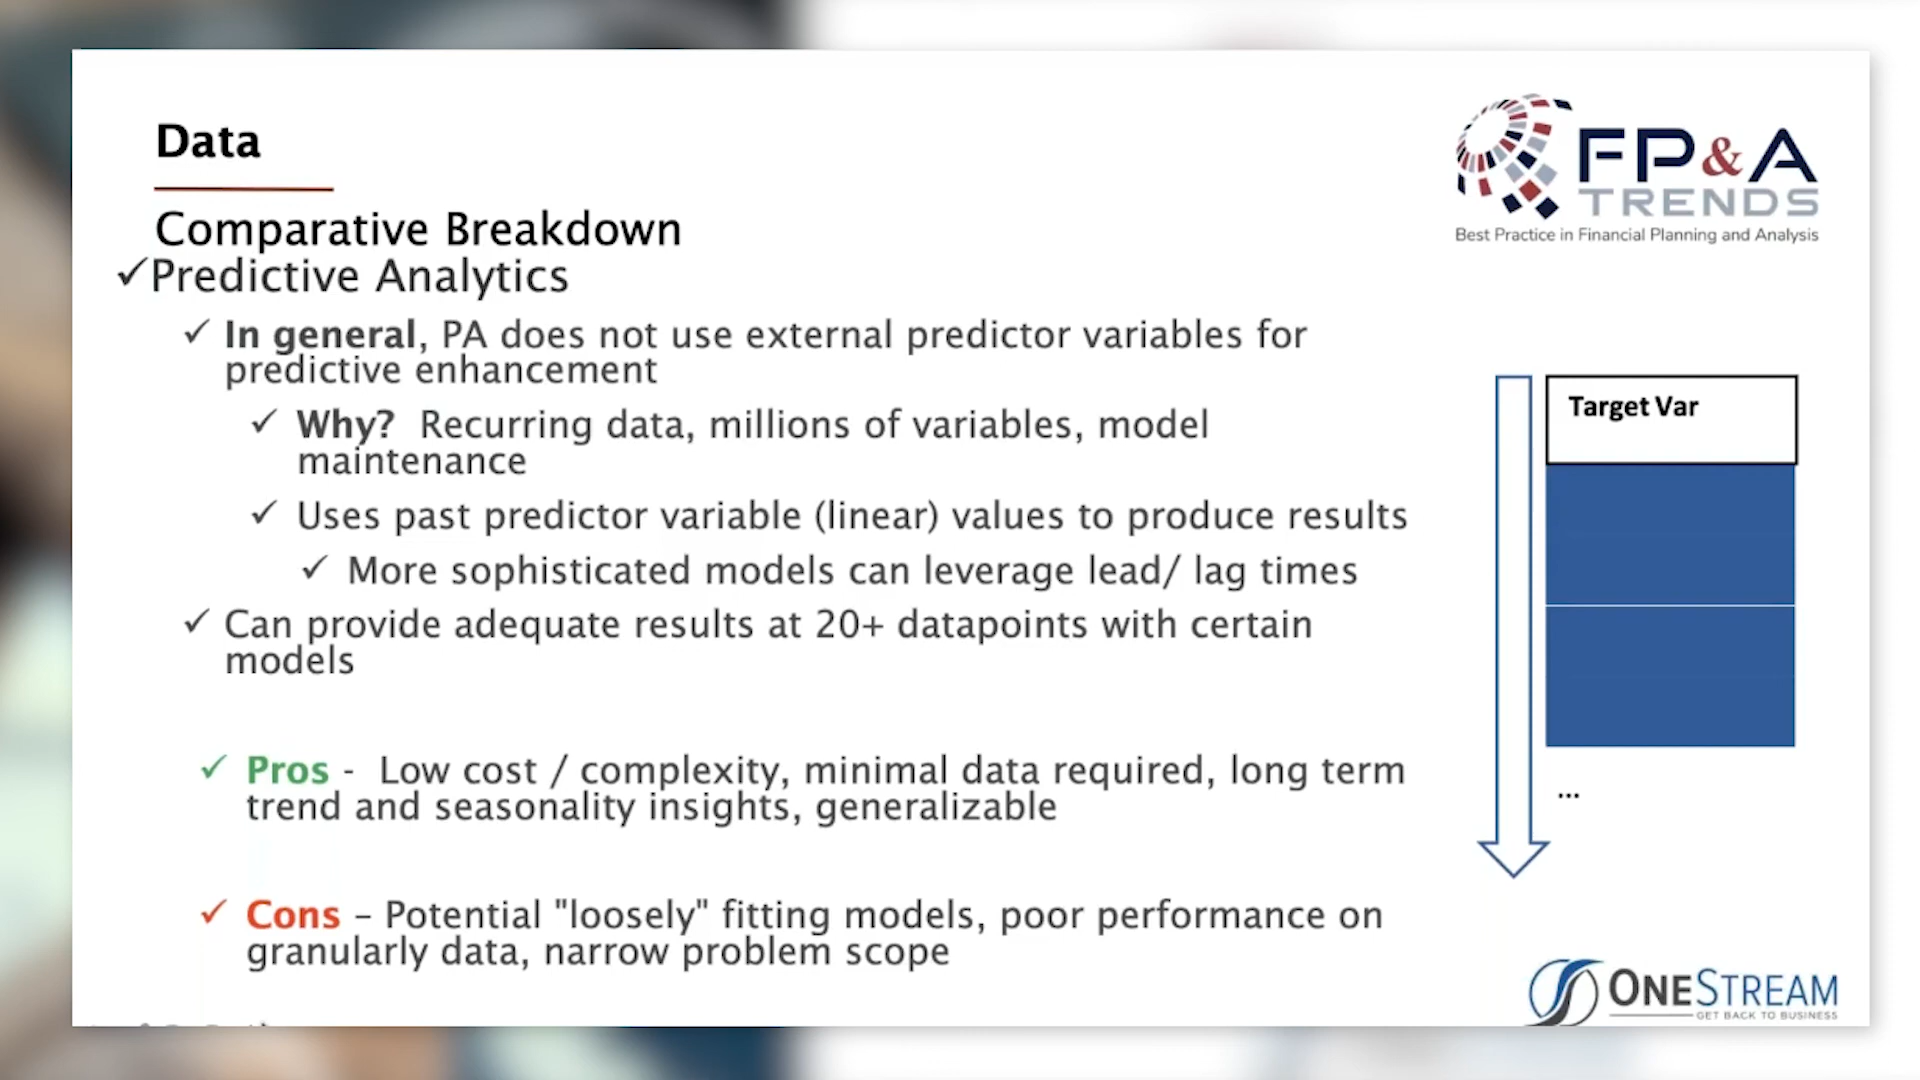 Data
FP&A
TRENDS
Best Practice in Financial Planning and Analysis
Comparative Breakdown
✓Predictive Analytics
✓ In general, PA does not use external predictor variables for
predictive enhancement
✓ Why? Recurring data, millions of variables, model
maintenance
✓ Uses past predictor variable (linear) values to produce results
✓ More sophisticated models can leverage lead/ lag times
✓ Can provide adequate results at 20+ datapoints with certain
models
✓ Pros - Low cost / complexity, minimal data required, long term
trend and seasonality insights, generalizable
✓ Cons – Potential "loosely" fitting models, poor performance on
granularly data, narrow problem scope
Target Var
...
ONESTREAM
GET BACK TO BUSINESS